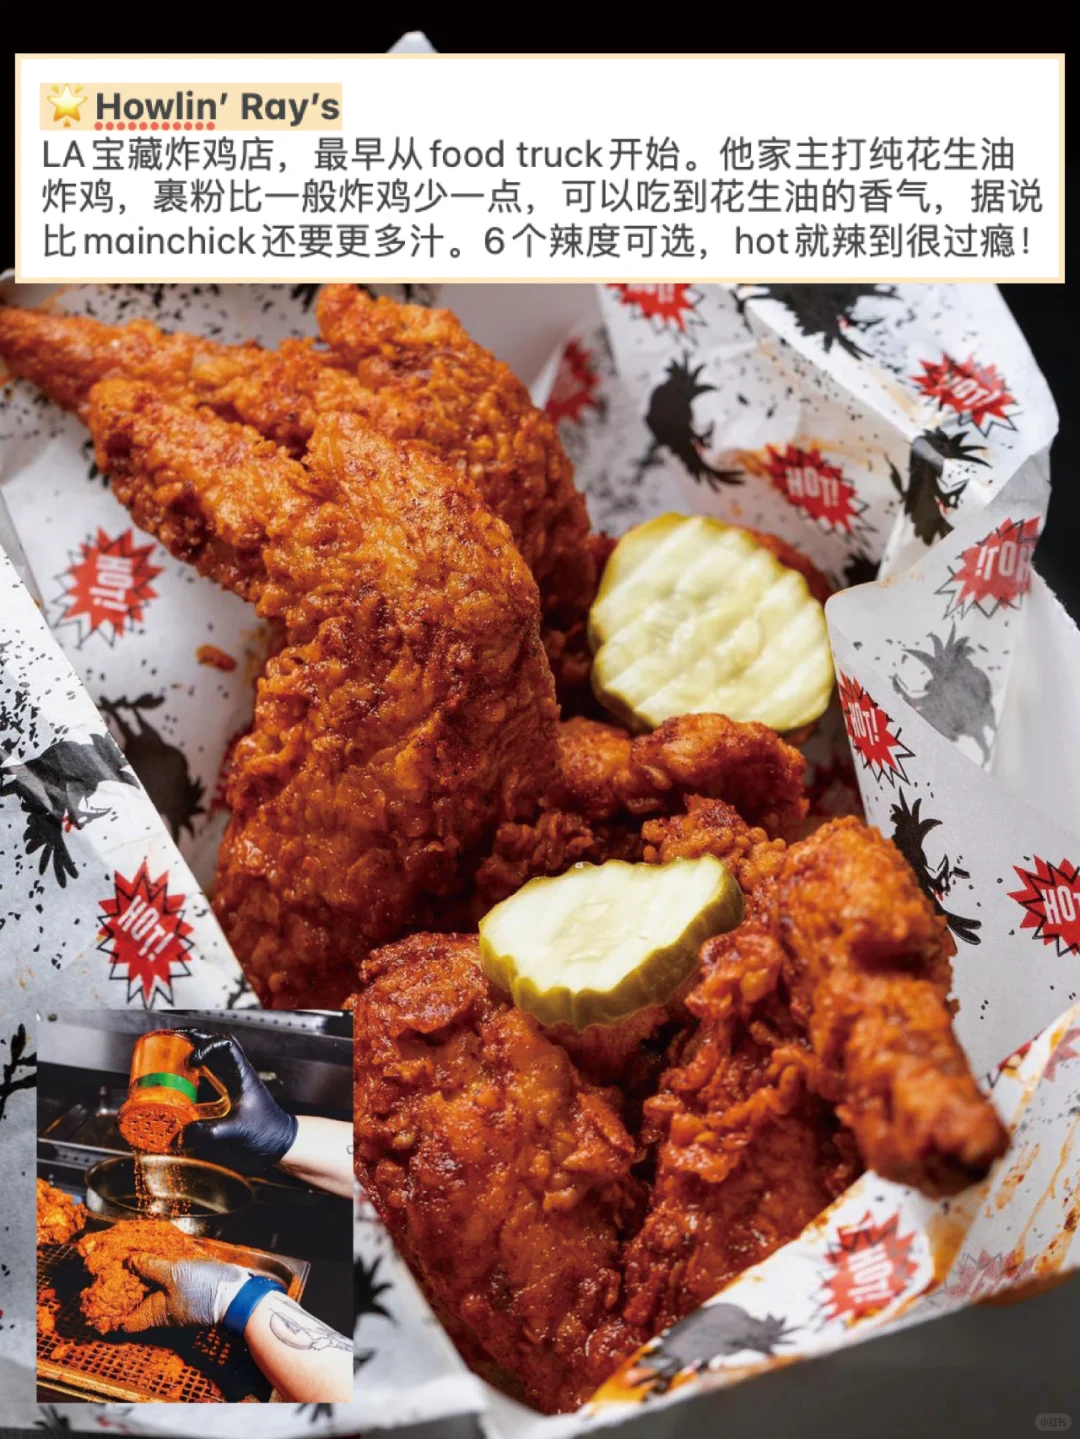 🌟Howlin’ Ray’s
LA宝藏炸鸡店，最早从food truck开始。他家主打纯花生油
炸鸡，裹粉比一般炸鸡少一点，可以吃到花生油的香气，据说
比mainchick还要更多汁。6个辣度可选，hot就辣到很过瘾！
HOT!
HOT!
HOT!
HOT!
HOT!
HOT!
HOT!
HOT!
小红书